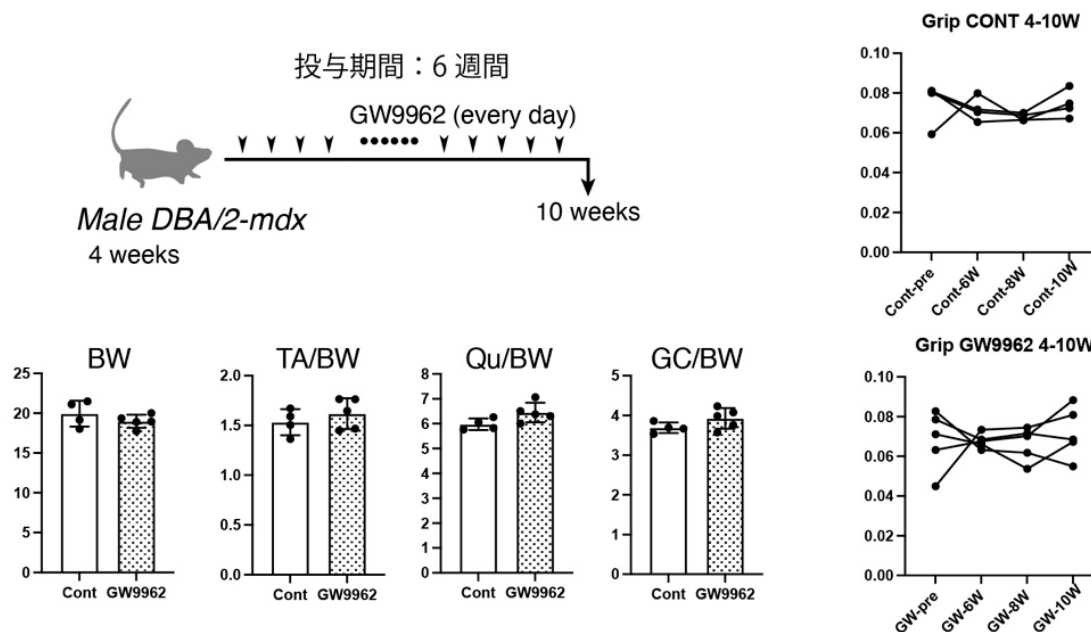 投与期間：6 週間
GW9962 (every day)
Male DBA/2-mdx
4 weeks
10 weeks
Grip CONT 4-10W
0.10
0.08
0.06
0.04
0.02
0.00
Cont-pre
Cont-6W
Cont-8W
Cont-10W
BW
25
20
15
10
5
0
Cont GW9962
TA/BW
2.0
1.5
1.0
0.5
0.0
Cont GW9962
Qu/BW
8
7
6
5
4
3
2
1
0
Cont GW9962
GC/BW
5
4
3
2
1
0
Cont GW9962
Grip GW9962 4-10W
0.10
0.08
0.06
0.04
0.02
0.00
GW-pre
GW-6W
GW-8W
GW-10W